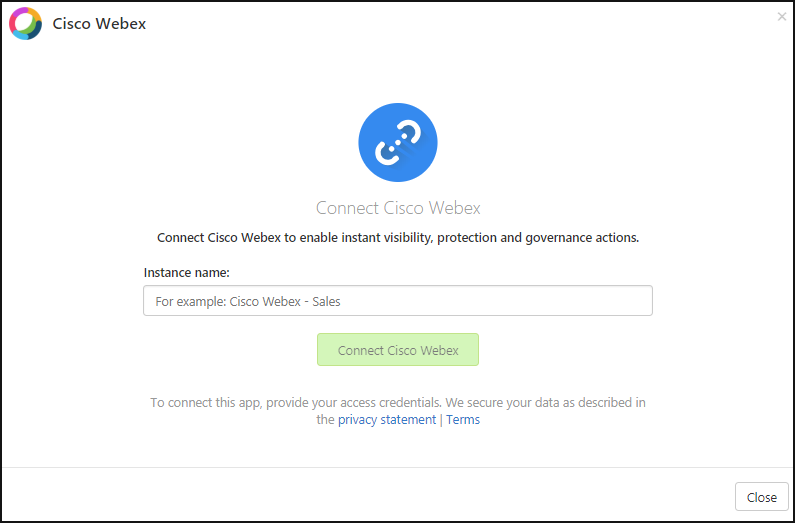 Cisco Webex
Connect Cisco Webex
Connect Cisco Webex to enable instant visibility, protection and governance actions.
Instance name:
For example: Cisco Webex - Sales
Connect Cisco Webex
To connect this app, provide your access credentials. We secure your data as described in
the privacy statement | Terms
Close